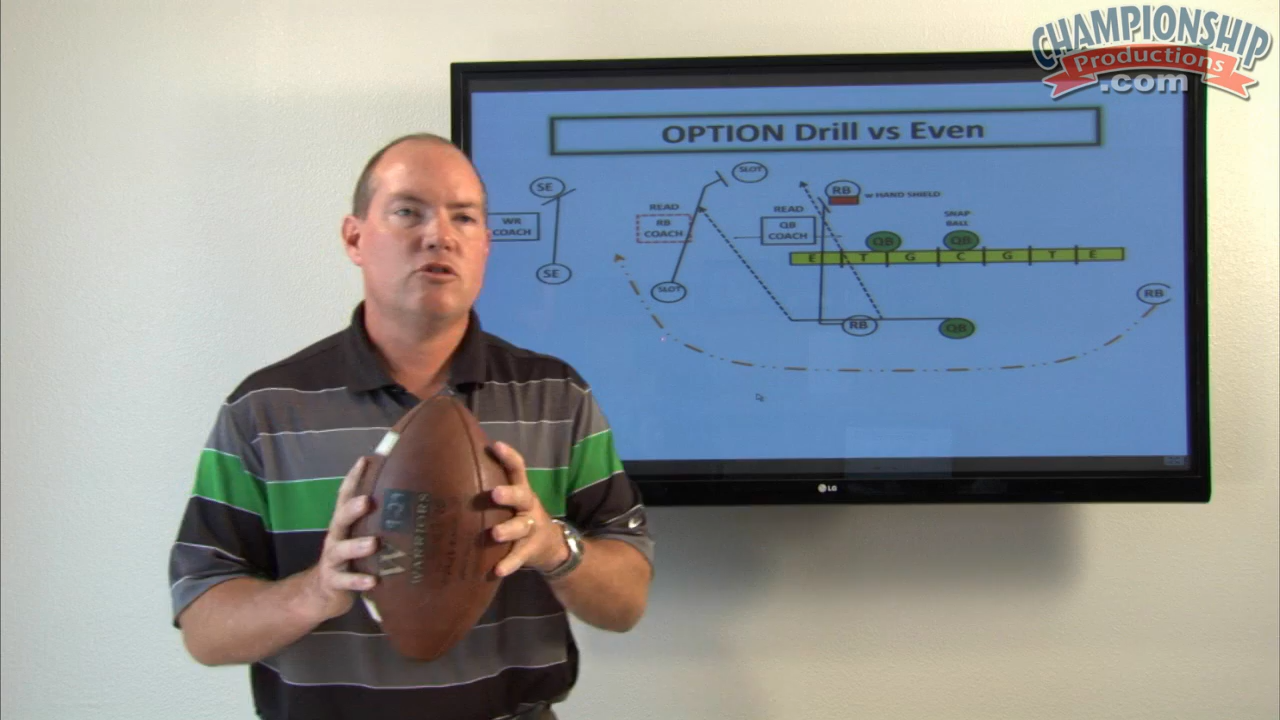 CHAMPIONSHIP
Productions
.com
OPTION Drill vs Even
SE
SLOT
RB
w HAND SHIELD
READ
RB
COACH
READ
QB
COACH
WR
COACH
SNAP
BALL
QB
QB
E T G C G T E
SE
SLOT
RB
RB
QB
LG
W
WARRIORS